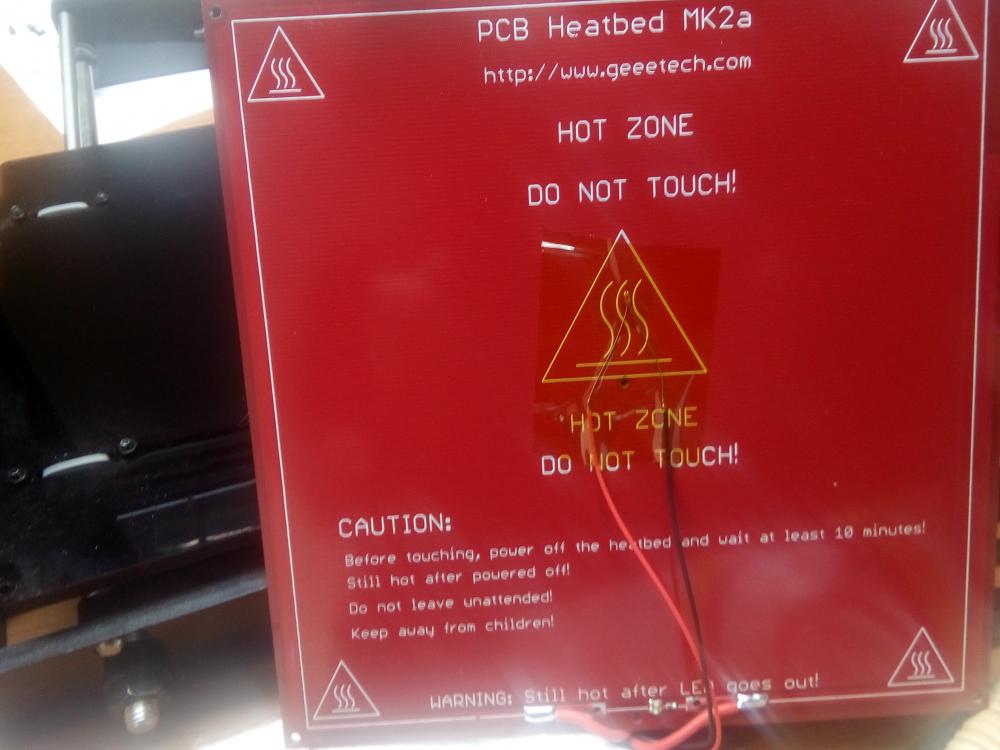 PCB Heatbed MK2a
http://www.geeetech.com
HOT ZONE
DO NOT TOUCH!
HOT ZONE
DO NOT TOUCH!
CAUTION:
Before touching, power off the heatbed and wait at least 10 minutes!
Still hot after powered off!
Do not leave unattended!
Keep away from children!
WARNING: Still hot after LED goes out!